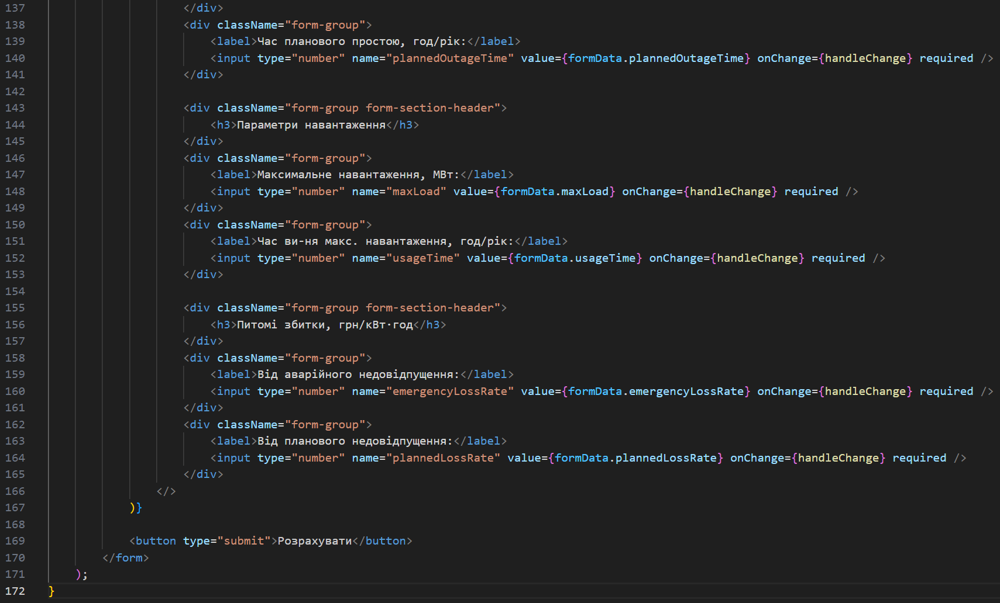 137 </div>
138 <div className="form-group">
139 <label>Час планового простою, год/рік:</label>
140 <input type="number" name="plannedOutageTime" value={formData.plannedOutageTime} onChange={handleChange} required />
141 </div>
142
143 <div className="form-group form-section-header">
144 <h3>Параметри навантаження</h3>
145 </div>
146 <div className="form-group">
147 <label>Максимальне навантаження, МВт:</label>
148 <input type="number" name="maxLoad" value={formData.maxLoad} onChange={handleChange} required />
149 </div>
150 <div className="form-group">
151 <label>Час ви-ня макс. навантаження, год/рік:</label>
152 <input type="number" name="usageTime" value={formData.usageTime} onChange={handleChange} required />
153 </div>
154
155 <div className="form-group form-section-header">
156 <h3>Питомі збитки, грн/кВт·год</h3>
157 </div>
158 <div className="form-group">
159 <label>Від аварійного недовідпущення:</label>
160 <input type="number" name="emergencyLossRate" value={formData.emergencyLossRate} onChange={handleChange} required />
161 </div>
162 <div className="form-group">
163 <label>Від планового недовідпущення:</label>
164 <input type="number" name="plannedLossRate" value={formData.plannedLossRate} onChange={handleChange} required />
165 </div>
166 </>
167 )}
168
169 <button type="submit">Розрахувати</button>
170 </form>
171 );
172 }